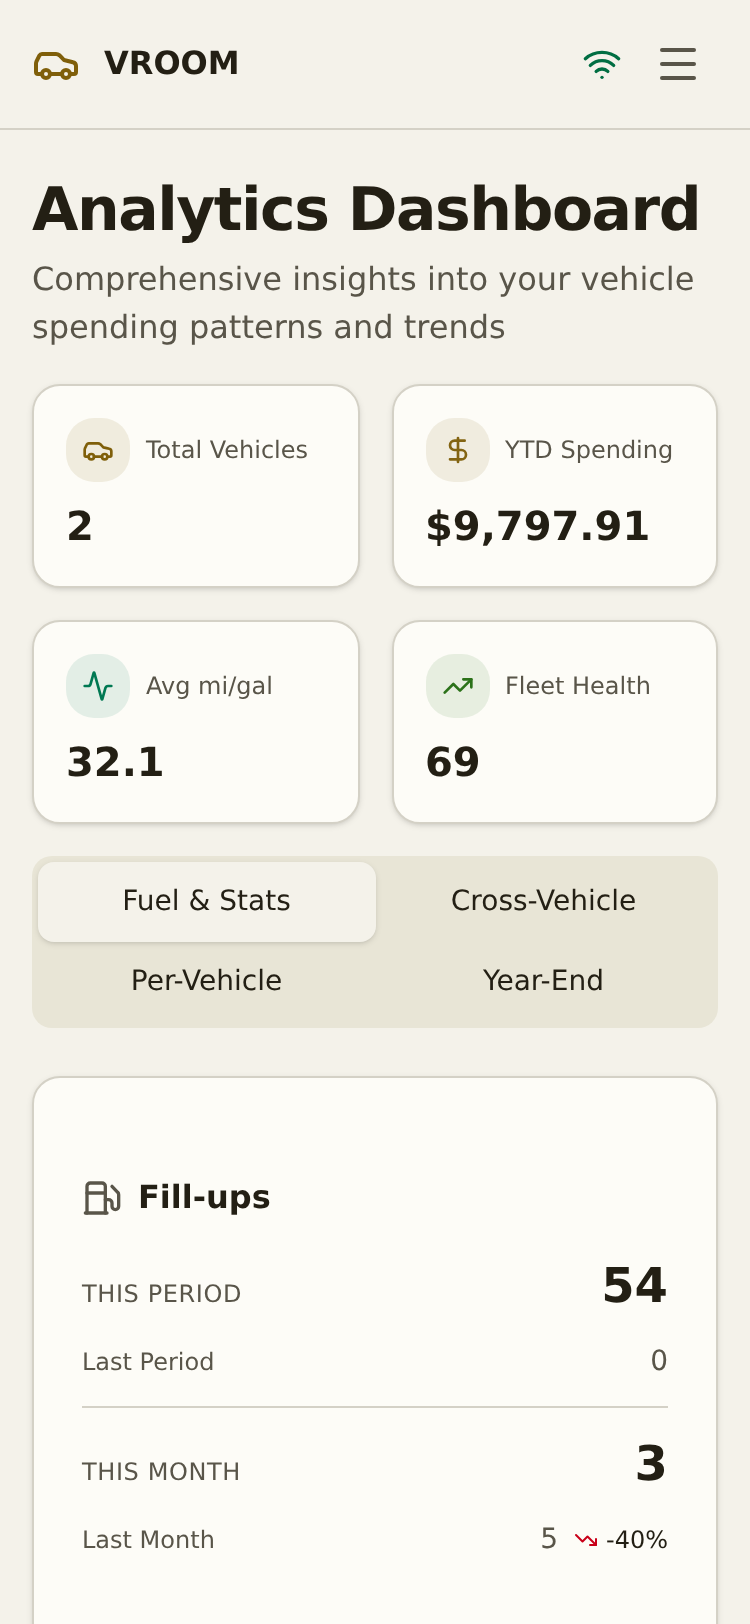 VROOM
Analytics Dashboard
Comprehensive insights into your vehicle
spending patterns and trends
Total Vehicles
2
YTD Spending
$9,797.91
Avg mi/gal
32.1
Fleet Health
69
Fuel & Stats
Cross-Vehicle
Per-Vehicle
Year-End
Fill-ups
THIS PERIOD
54
Last Period
0
THIS MONTH
3
Last Month
5 -40%